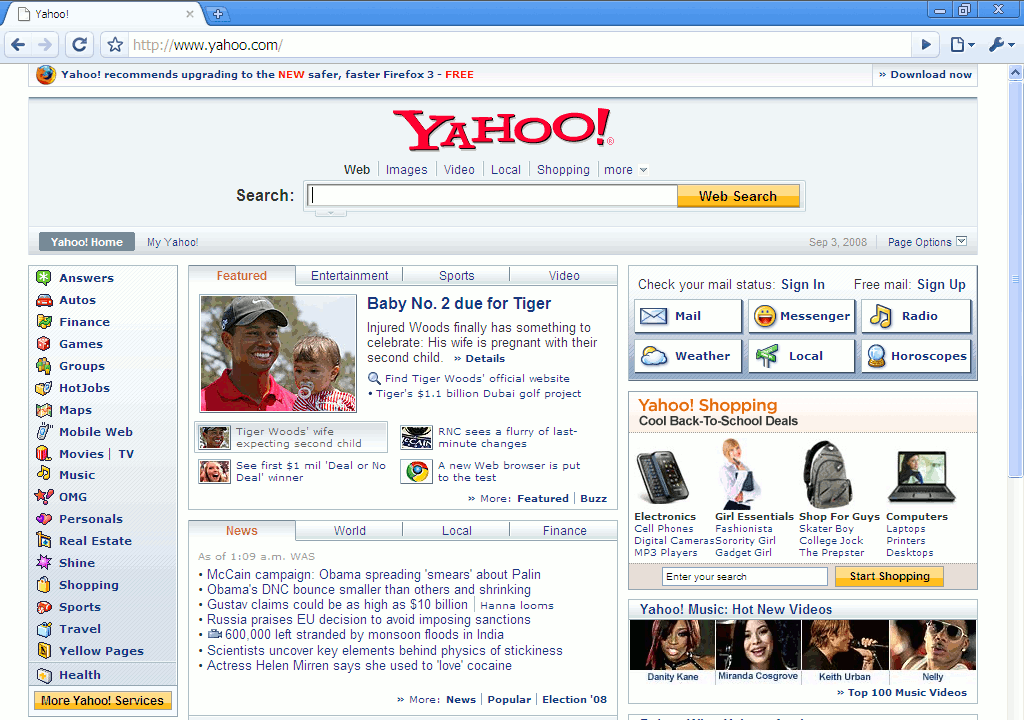 Yahoo!
http://www.yahoo.com/
Yahoo! recommends upgrading to the NEW safer, faster Firefox 3 - FREE
» Download now
YAHOO!®
Web Images Video Local Shopping more
Search: Web Search
Yahoo! Home My Yahoo! Sep 3, 2008 Page Options
Answers
Autos
Finance
Games
Groups
HotJobs
Maps
Mobile Web
Movies | TV
Music
OMG
Personals
Real Estate
Shine
Shopping
Sports
Travel
Yellow Pages
Health
More Yahoo! Services
Featured Entertainment Sports Video
Baby No. 2 due for Tiger
Injured Woods finally has something to
celebrate: His wife is pregnant with their
second child. » Details
Find Tiger Woods' official website
• Tiger's $1.1 billion Dubai golf project
Tiger Woods' wife
expecting second child
RNC sees a flurry of last-
minute changes
See first $1 mil 'Deal or No
Deal' winner
A new Web browser is put
to the test
» More: Featured | Buzz
News World Local Finance
As of 1:09 a.m. WAS
• McCain campaign: Obama spreading 'smears' about Palin
• Obama's DNC bounce smaller than others and shrinking
• Gustav claims could be as high as $10 billion | Hanna looms
• Russia praises EU decision to avoid imposing sanctions
• 600,000 left stranded by monsoon floods in India
• Scientists uncover key elements behind physics of stickiness
• Actress Helen Mirren says she used to 'love' cocaine
» More: News | Popular | Election '08
Check your mail status: Sign In Free mail: Sign Up
Mail Messenger Radio
Weather Local Horoscopes
Yahoo! Shopping
Cool Back-To-School Deals
Electronics
Cell Phones
Digital Cameras
MP3 Players
Girl Essentials
Fashionista
Sorority Girl
Gadget Girl
Shop For Guys
Skater Boy
College Jock
The Prepster
Computers
Laptops
Printers
Desktops
Enter your search Start Shopping
Yahoo! Music: Hot New Videos
Danity Kane Miranda Cosgrove Keith Urban Nelly
» Top 100 Music Videos